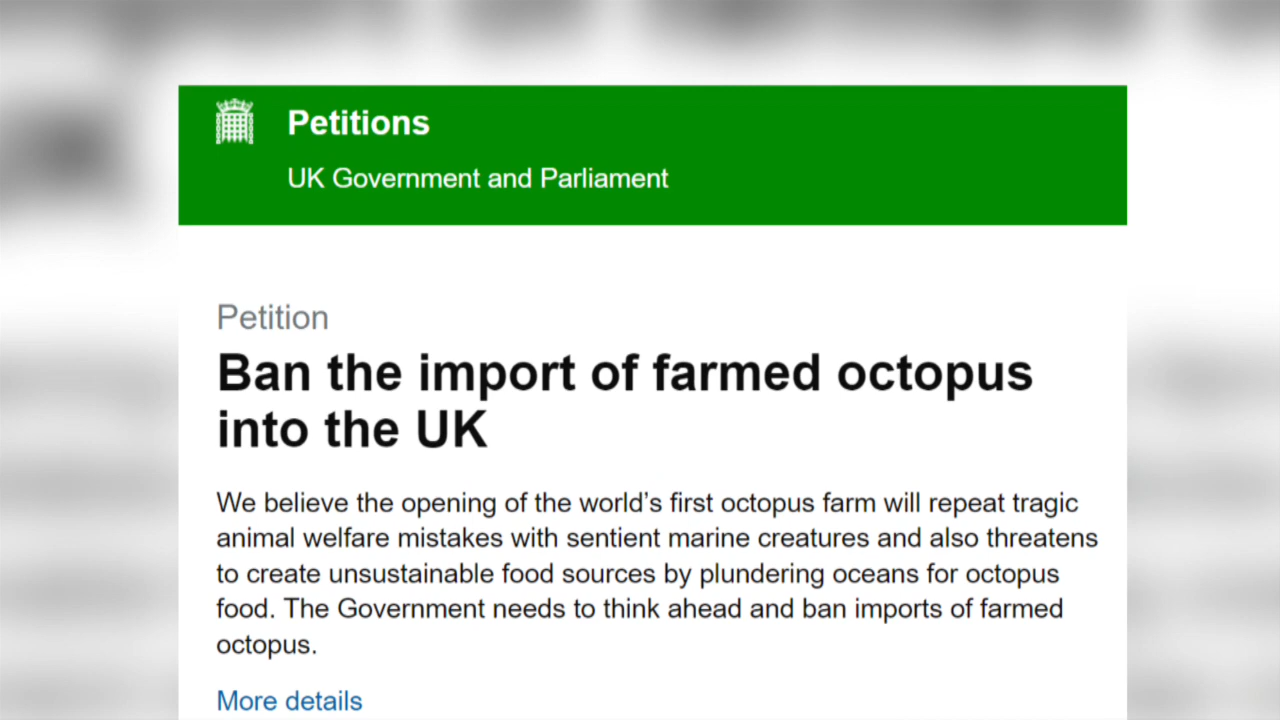 Petitions
UK Government and Parliament
Petition
Ban the import of farmed octopus
into the UK
We believe the opening of the world’s first octopus farm will repeat tragic
animal welfare mistakes with sentient marine creatures and also threatens
to create unsustainable food sources by plundering oceans for octopus
food. The Government needs to think ahead and ban imports of farmed
octopus.
More details